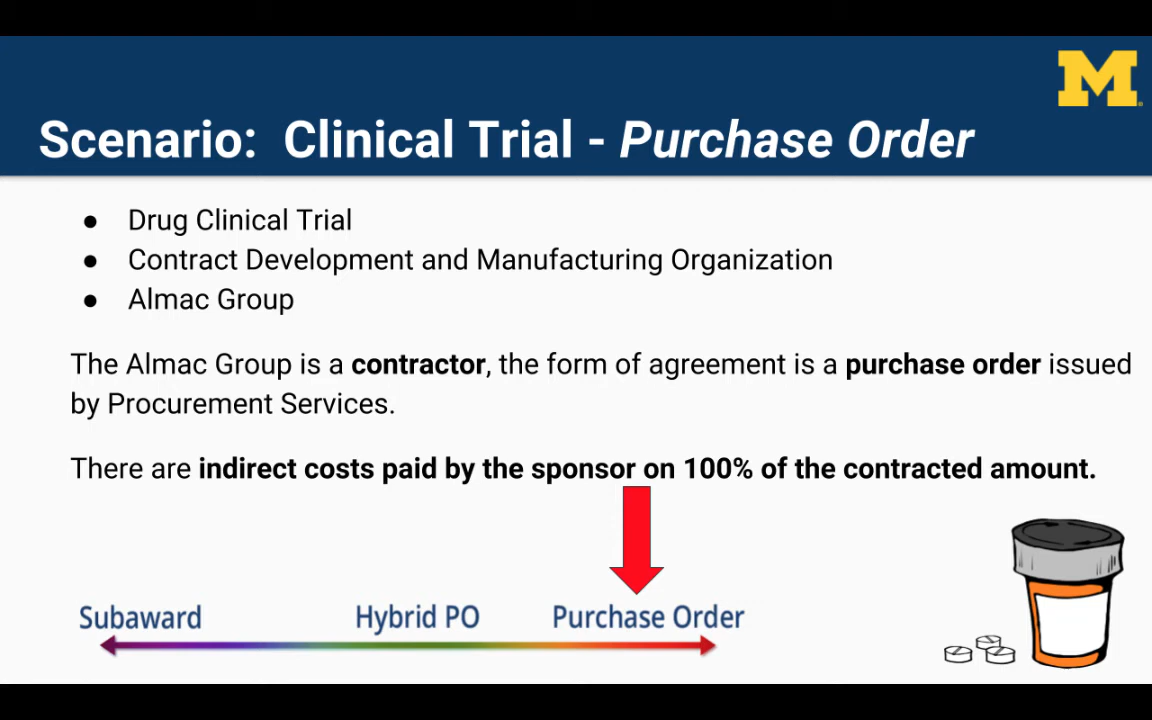 M
Scenario: Clinical Trial - Purchase Order
● Drug Clinical Trial
● Contract Development and Manufacturing Organization
● Almac Group
The Almac Group is a contractor, the form of agreement is a purchase order issued
by Procurement Services.
There are indirect costs paid by the sponsor on 100% of the contracted amount.
Subaward Hybrid PO Purchase Order